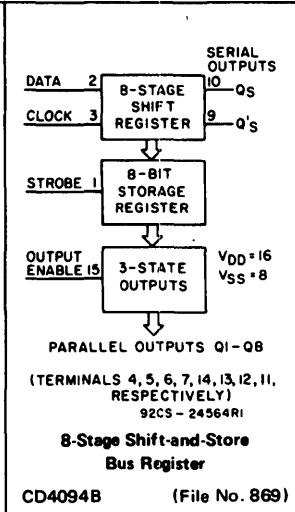 SERIAL
OUTPUTS
DATA 2
8-STAGE
SHIFT
REGISTER
10 QS
CLOCK 3
9 Q'S
STROBE 1
8-BIT
STORAGE
REGISTER
OUTPUT
ENABLE 15
3-STATE
OUTPUTS
VDD = 16
VSS = 8
PARALLEL OUTPUTS Q1-Q8
(TERMINALS 4, 5, 6, 7, 14, 13, 12, 11,
RESPECTIVELY)
92CS-24564R1
8-Stage Shift-and-Store
Bus Register
CD4094B (File No. 869)